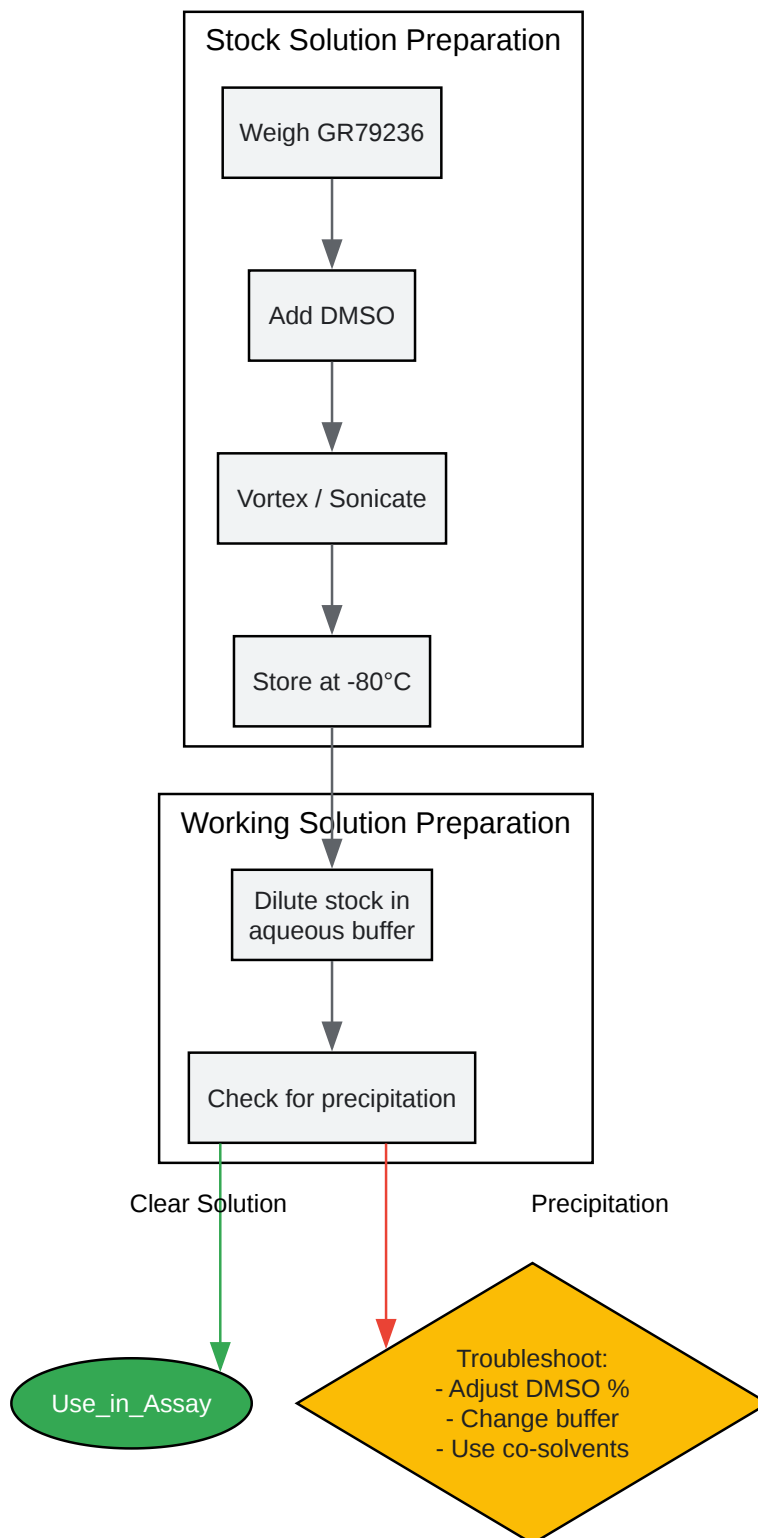 Stock Solution Preparation
Weigh GR79236
Add DMSO
Vortex / Sonicate
Store at -80°C
Working Solution Preparation
Dilute stock in
aqueous buffer
Check for precipitation
Clear Solution
Precipitation
Use_in_Assay
Troubleshoot:
- Adjust DMSO %
- Change buffer
- Use co-solvents